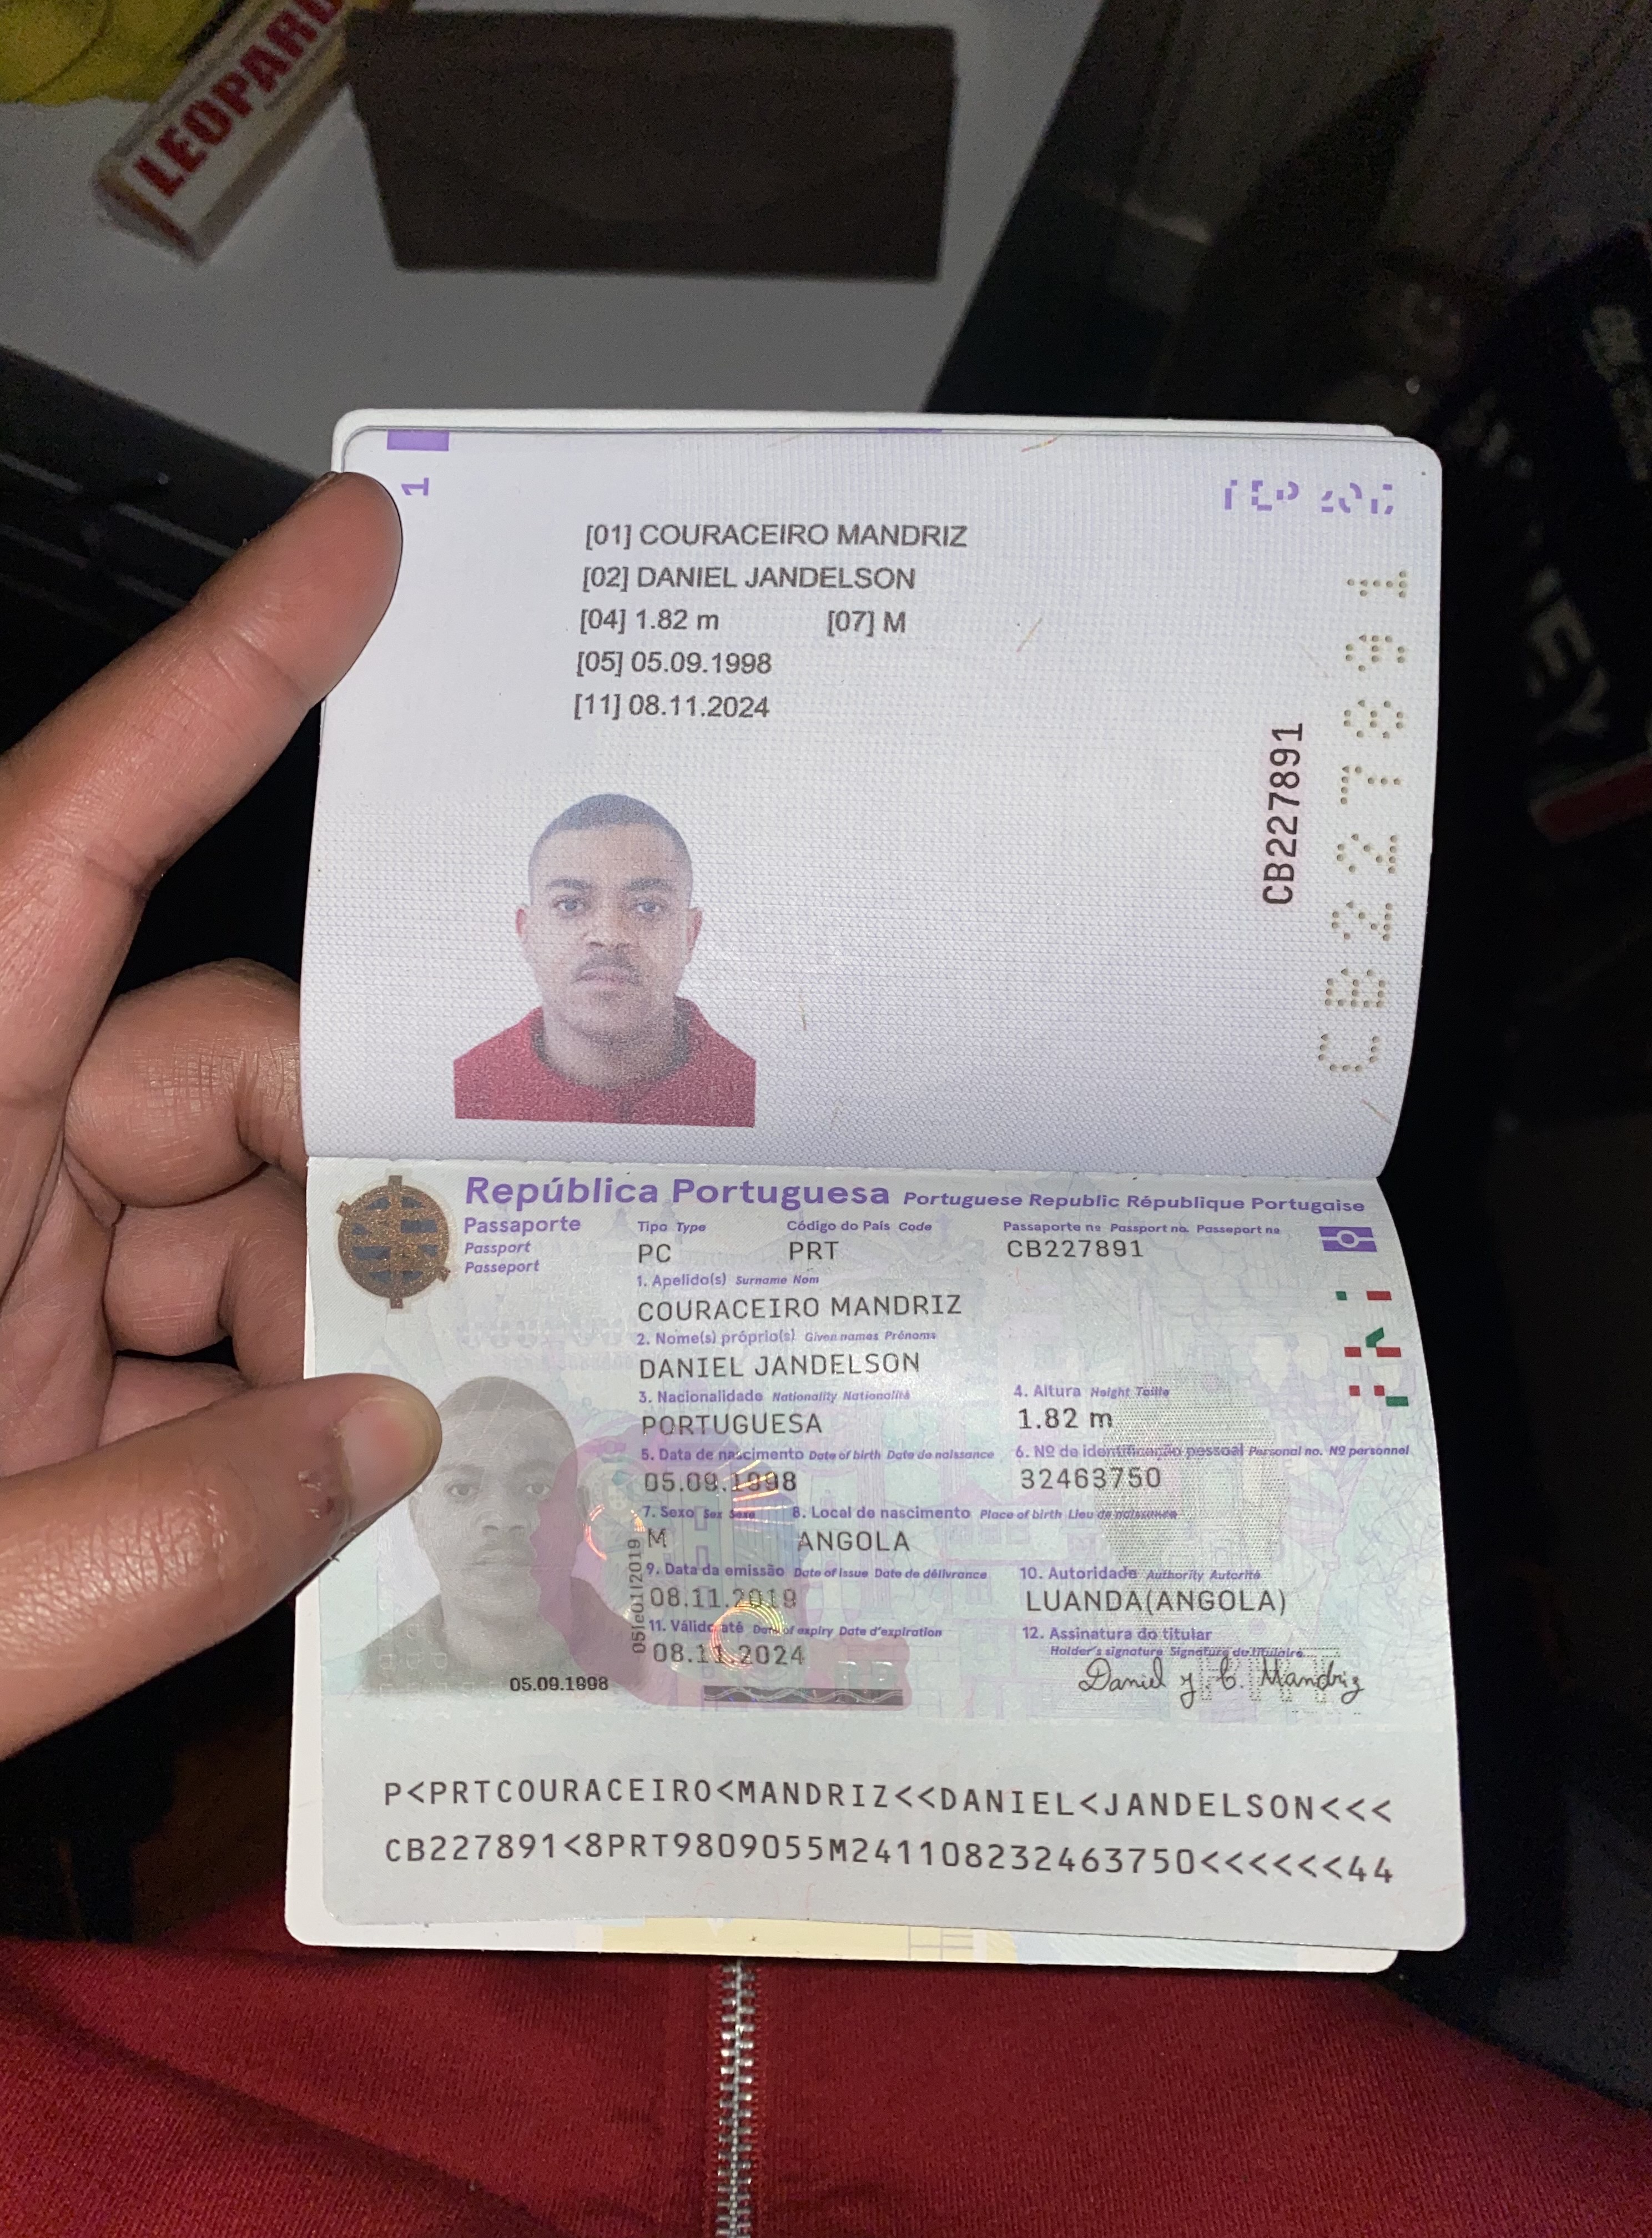 LEOPARD
1
[01] COURACEIRO MANDRIZ
[02] DANIEL JANDELSON
[04] 1.82 m [07] M
[05] 05.09.1998
[11] 08.11.2024
CB227891
CB227891
República Portuguesa Portuguese Republic République Portugaise
Passaporte
Passport
Passeport
Tipo Type Código do País Code Passaporte nº Passport no. Passeport nº
PC PRT CB227891
1. Apelido(s) Surname Nom
COURACEIRO MANDRIZ
2. Nome(s) próprio(s) Given names Prénoms
DANIEL JANDELSON
3. Nacionalidade Nationality Nationalité 4. Altura Height Taille
PORTUGUESA 1.82 m
5. Data de nascimento Date of birth Date de naissance 6. Nº de identificação pessoal Personal no. Nº personnel
05.09.1998 32463750
7. Sexo Sex Sexe 8. Local de nascimento Place of birth Lieu de naissance
M ANGOLA
9. Data da emissão Date of issue Date de délivrance 10. Autoridade Authority Autorité
08.11.2019 LUANDA(ANGOLA)
11. Válido até Date of expiry Date d'expiration 12. Assinatura do titular
Holder's signature Signature du titulaire
08.11.2024
Daniel J. C. Mandriz
05.09.1998
P<PRTCOURACEIRO<MANDRIZ<<DANIEL<JANDELSON<<<
CB227891<8PRT9809055M241108232463750<<<<<<44